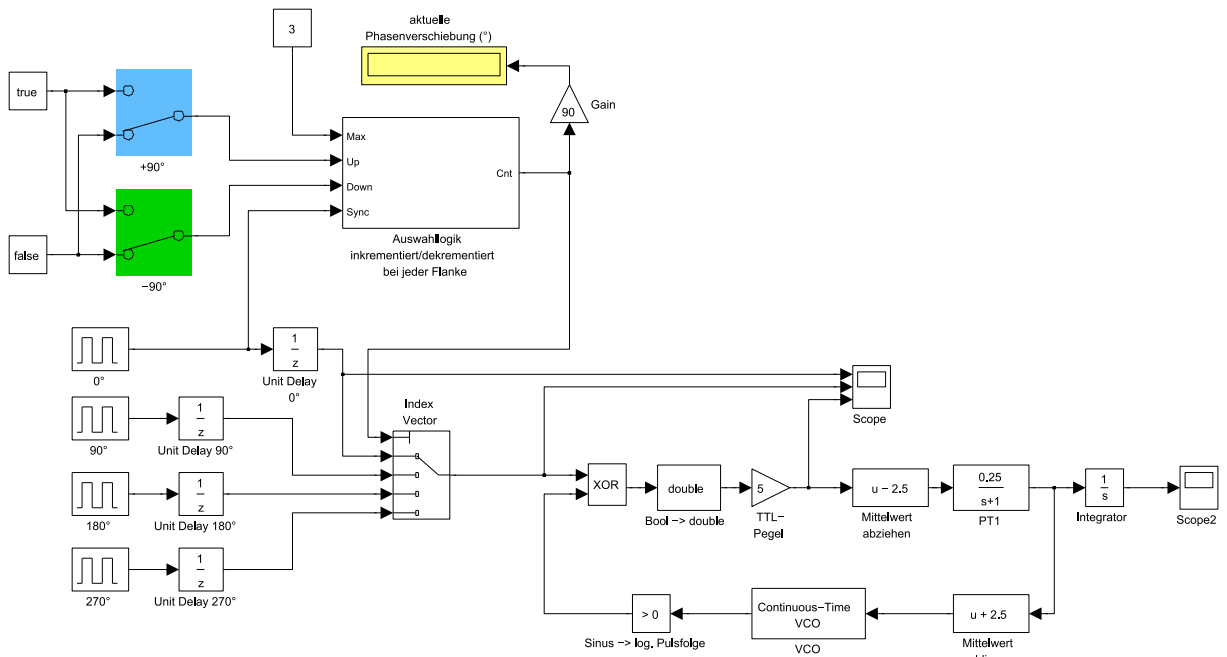 aktuelle
Phasenverschiebung (°)
3
true
+90°
false
−90°
Max
Up
Down
Sync
Cnt
90
Gain
Auswahllogik
inkrementiert/dekrementiert
bei jeder Flanke
0°
1
z
Unit Delay
0°
90°
1
z
Unit Delay 90°
180°
1
z
Unit Delay 180°
270°
1
z
Unit Delay 270°
Index
Vector
Scope
XOR
double
Bool −> double
5
TTL−
Pegel
u − 2.5
Mittelwert
abziehen
0.25
s+1
PT1
1
s
Integrator
Scope2
> 0
Sinus −> log. Pulsfolge
Continuous−Time
VCO
VCO
u + 2.5
Mittelwert